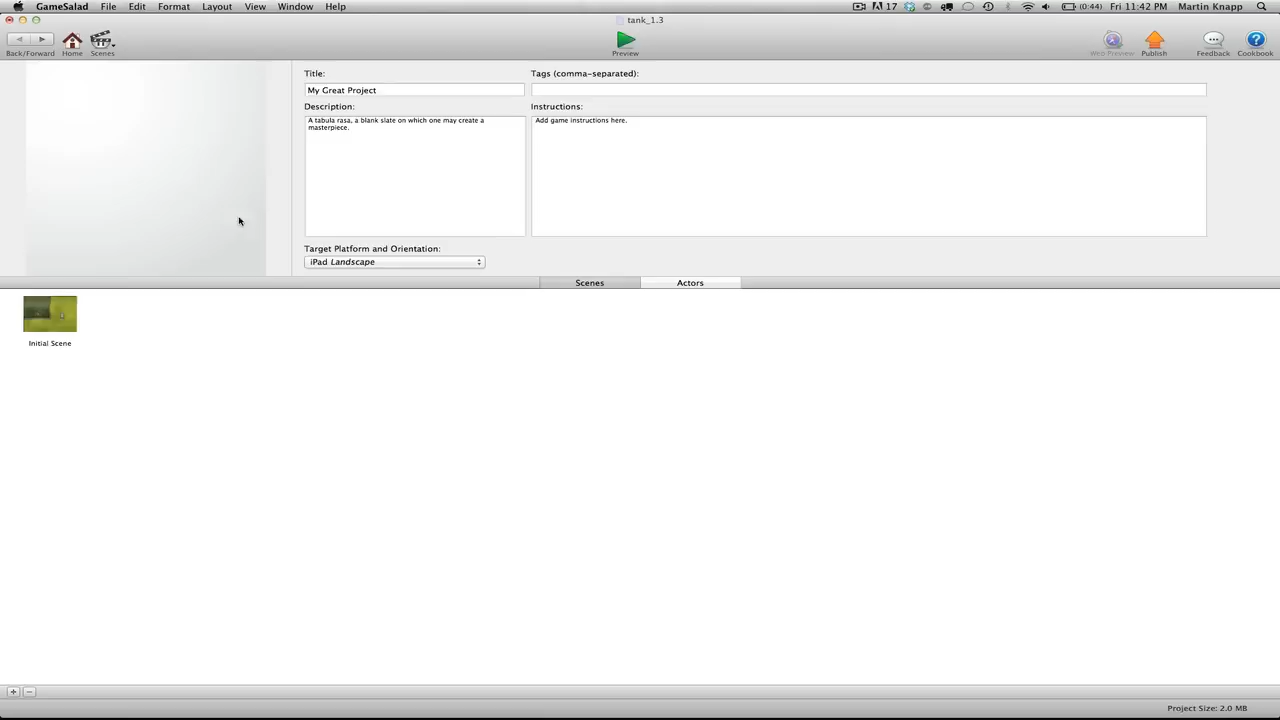 GameSalad File Edit Format Layout View Window Help
17 (0:44) Fri 11:42 PM Martin Knapp
tank_1.3
Back/Forward Home Scenes Preview Web Preview Publish Feedback Cookbook
Title: Tags (comma-separated):
My Great Project
Description: Instructions:
A tabula rasa, a blank slate on which one may create a
masterpiece.
Add game instructions here.
Target Platform and Orientation:
iPad Landscape
Scenes Actors
Initial Scene
Project Size: 2.0 MB